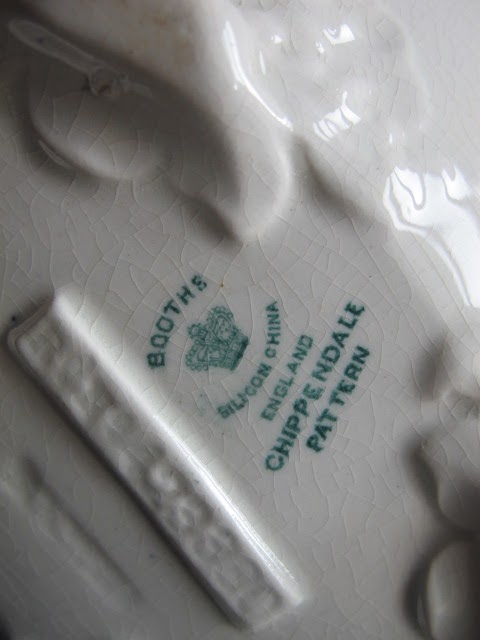 BOOTHS
SILICON CHINA
ENGLAND
CHIPPENDALE
PATTERN